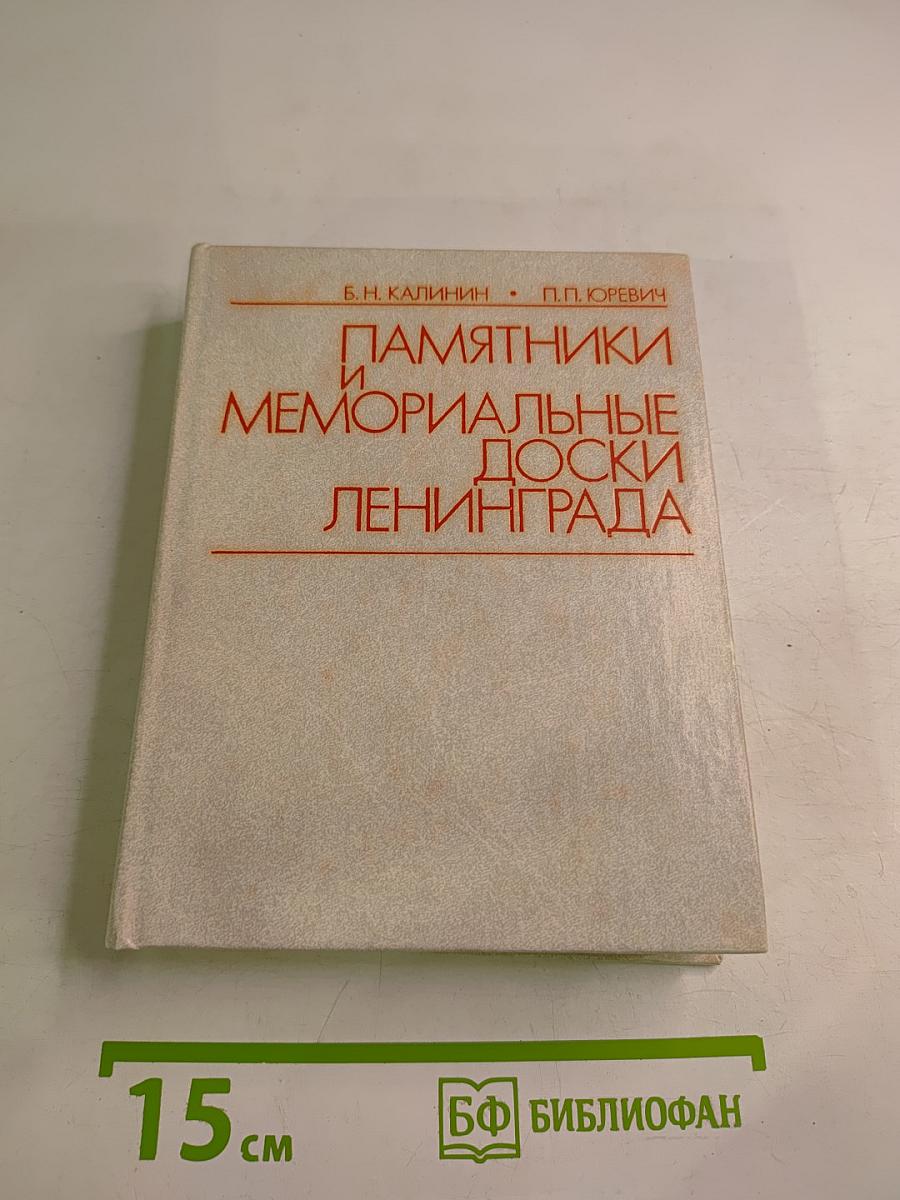 Б. Н. КАЛИНИН • П. П. ЮРЕВИЧ
ПАМЯТНИКИ
И
МЕМОРИАЛЬНЫЕ
ДОСКИ
ЛЕНИНГРАДА
15 см
БФ БИБЛИОФАН